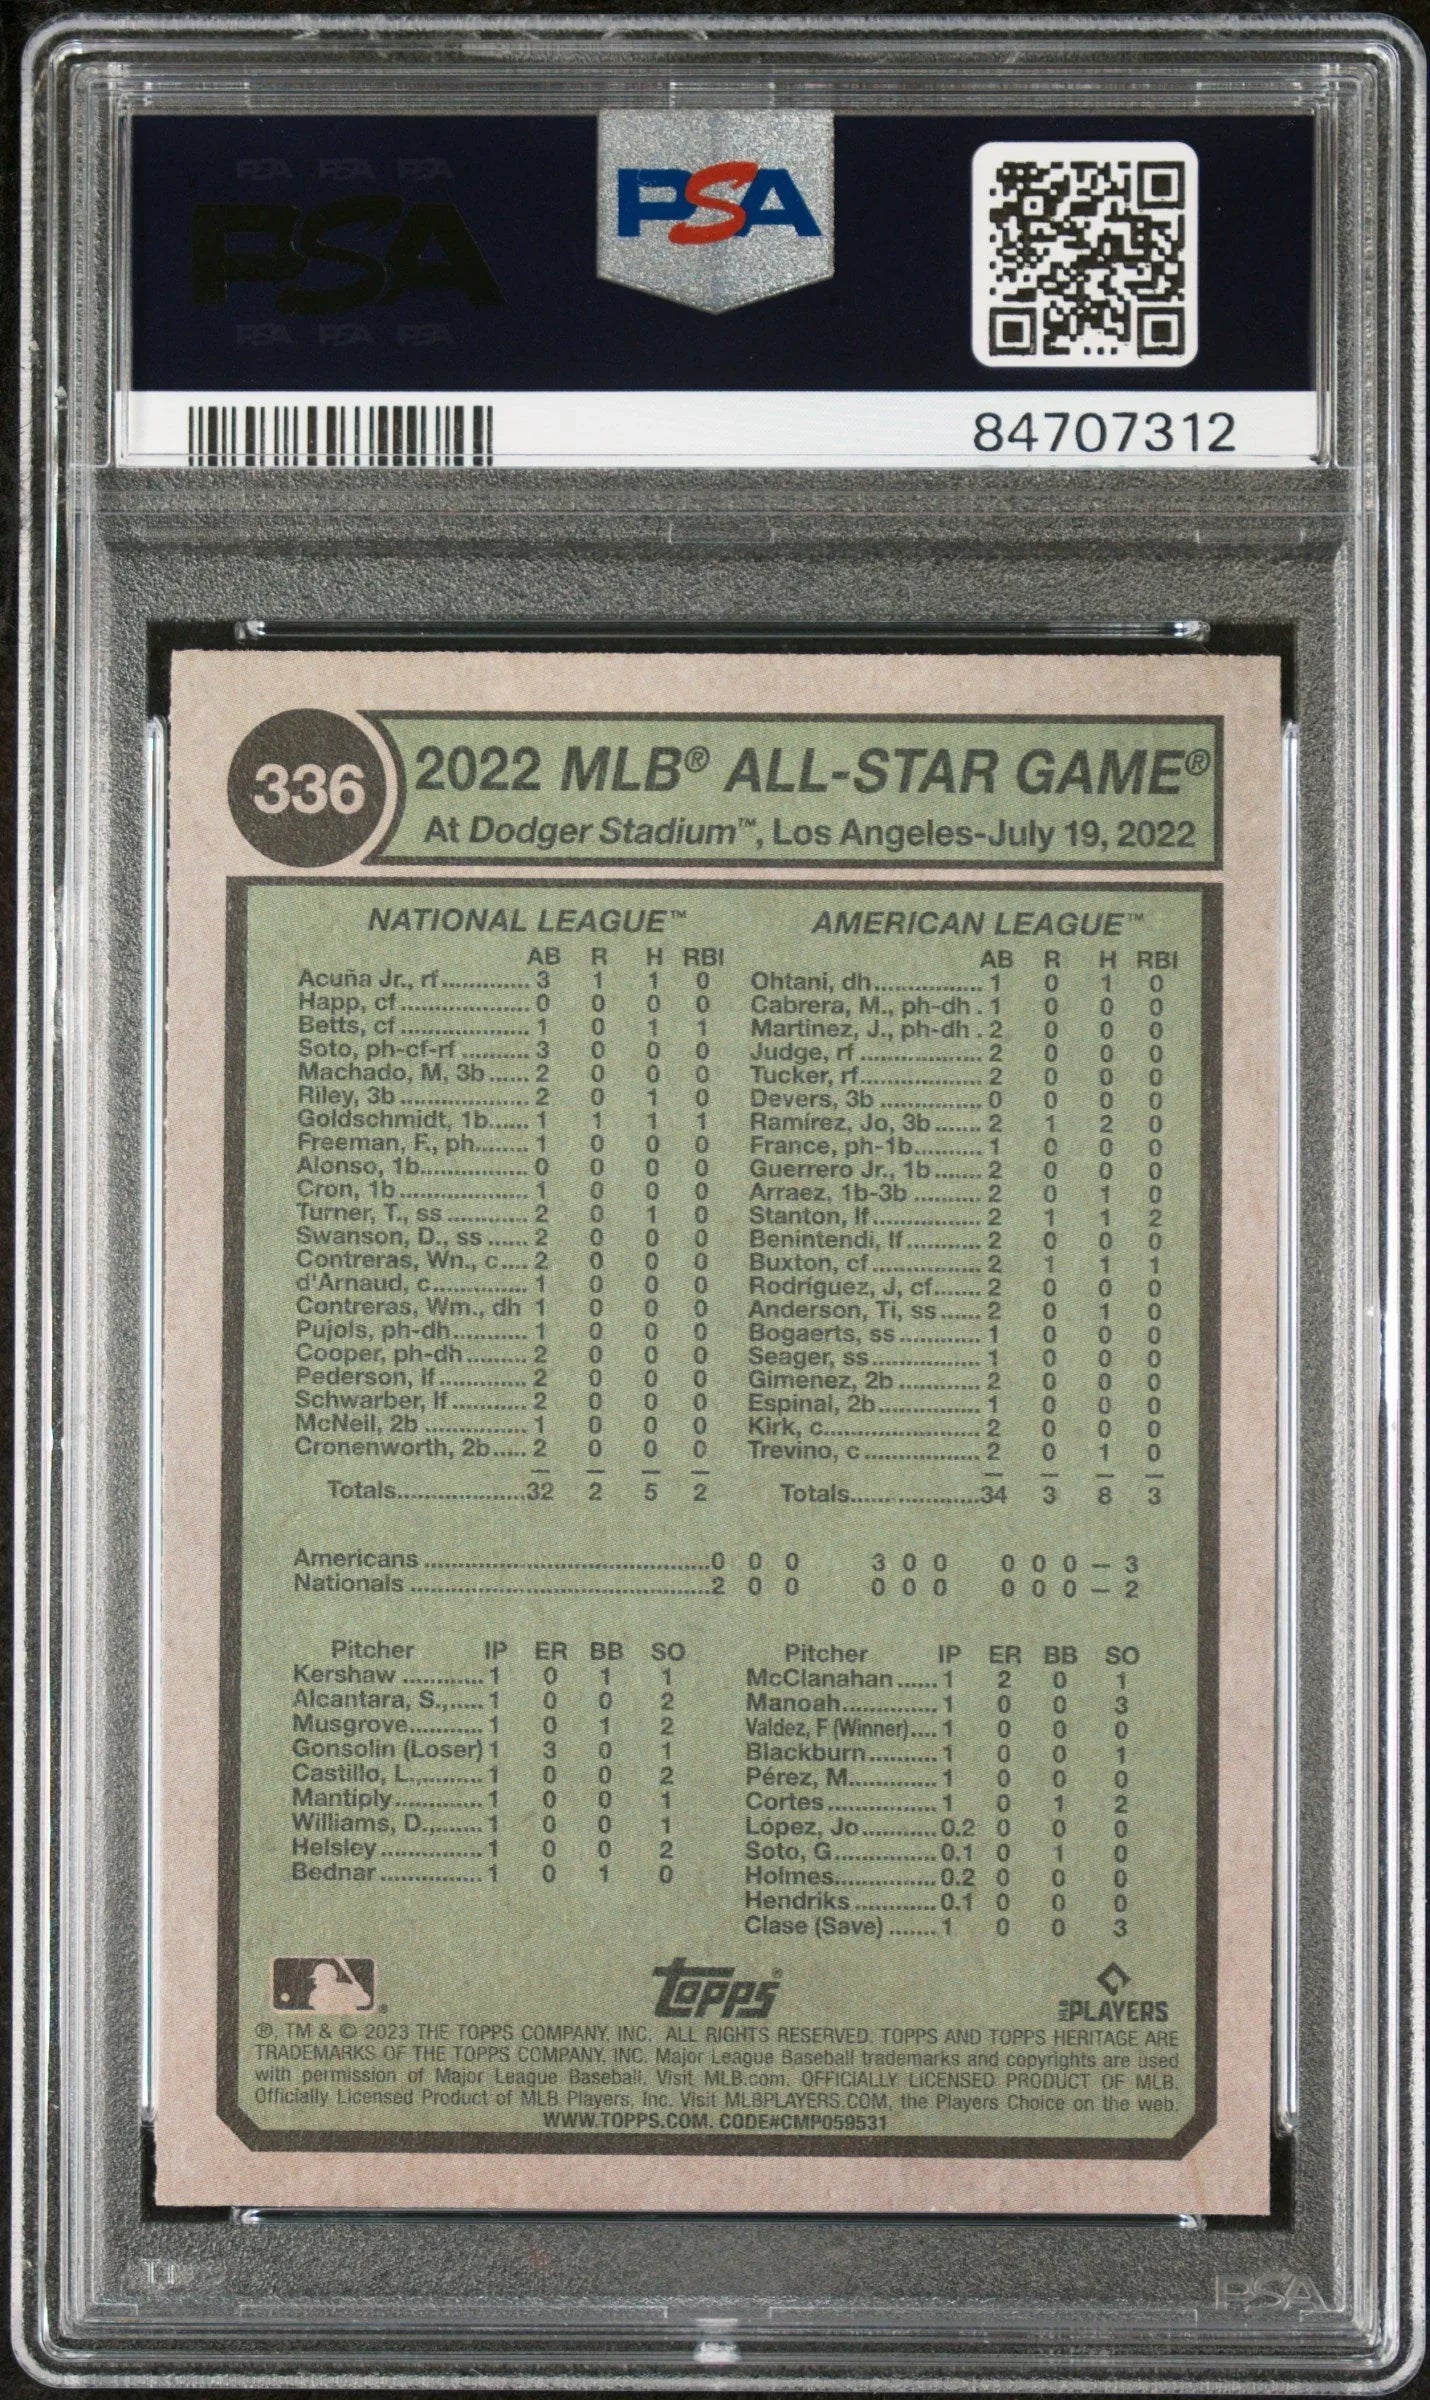 PSA PSA PSA
PSA
PSA PSA PSA
PSA
84707312
336
2022 MLB® ALL-STAR GAME®
At Dodger Stadium™, Los Angeles-July 19, 2022
NATIONAL LEAGUE™
AB R H RBI
Acuña Jr., rf.............. 3 1 1 0
Happ, cf .................... 0 0 0 0
Betts, cf .................... 1 0 1 1
Soto, ph-cf-rf .......... 3 0 0 0
Machado, M, 3b...... 2 0 0 0
Riley, 3b .................... 2 0 1 0
Goldschmidt, 1b...... 1 1 1 1
Freeman, F., ph........ 1 0 0 0
Alonso, 1b................. 0 0 0 0
Cron, 1b .................... 1 0 0 0
Turner, T., ss ............. 2 0 1 0
Swanson, D., ss ...... 2 0 0 0
Contreras, Wn., c.... 2 0 0 0
d'Arnaud, c............... 1 0 0 0
Contreras, Wm., dh 1 0 0 0
Pujols, ph-dh............ 1 0 0 0
Cooper, ph-dh.......... 2 0 0 0
Pederson, lf.............. 2 0 0 0
Schwarber, lf............ 2 0 0 0
McNeil, 2b ................ 1 0 0 0
Cronenworth, 2b..... 2 0 0 0
Totals.....................32 2 5 2
AMERICAN LEAGUE™
AB R H RBI
Ohtani, dh................. 1 0 1 0
Cabrera, M., ph-dh . 1 0 0 0
Martinez, J., ph-dh . 2 0 0 0
Judge, rf ................... 2 0 0 0
Tucker, rf................... 2 0 0 0
Devers, 3b ................ 0 0 0 0
Ramírez, Jo, 3b....... 2 1 2 0
France, ph-1b........... 1 0 0 0
Guerrero Jr., 1b....... 2 0 0 0
Arraez, 1b-3b ........... 2 0 1 0
Stanton, lf................. 2 1 1 2
Benintendi, lf............ 2 0 0 0
Buxton, cf................. 2 1 1 1
Rodríguez, J, cf....... 2 0 0 0
Anderson, Ti, ss ...... 2 0 1 0
Bogaerts, ss ............. 1 0 0 0
Seager, ss................. 1 0 0 0
Gimenez, 2b ............. 2 0 0 0
Espinal, 2b................ 1 0 0 0
Kirk, c........................ 2 0 0 0
Trevino, c .................. 2 0 1 0
Totals.....................34 3 8 3
Americans ..............................................0 0 0 3 0 0 0 0 0 – 3
Nationals ................................................2 0 0 0 0 0 0 0 0 – 2
Pitcher IP ER BB SO
Kershaw ............. 1 0 1 1
Alcantara, S.,..... 1 0 0 2
Musgrove............ 1 0 1 2
Gonsolin (Loser) 1 3 0 1
Castillo, L.,.......... 1 0 0 2
Mantiply.............. 1 0 0 1
Williams, D.,........ 1 0 0 1
Helsley................ 1 0 0 2
Bednar................ 1 0 1 0
Pitcher IP ER BB SO
McClanahan...... 1 2 0 1
Manoah............... 1 0 0 3
Valdez, F (Winner).... 1 0 0 0
Blackburn........... 1 0 0 1
Pérez, M.............. 1 0 0 0
Cortes................. 1 0 1 2
López, Jo............ 0.2 0 0 0
Soto, G................ 0.1 0 1 0
Holmes................ 0.2 0 0 0
Hendriks............. 0.1 0 0 0
Clase (Save) ....... 1 0 0 3
topps®
MLB PLAYERS
®, TM & © 2023 THE TOPPS COMPANY, INC. ALL RIGHTS RESERVED. TOPPS AND TOPPS HERITAGE ARE
TRADEMARKS OF THE TOPPS COMPANY, INC. Major League Baseball trademarks and copyrights are used
with permission of Major League Baseball. Visit MLB.com. OFFICIALLY LICENSED PRODUCT OF MLB.
Officially Licensed Product of MLB Players, Inc. Visit MLBPLAYERS.COM, the Players Choice on the web.
WWW.TOPPS.COM. CODE#CMP059531
PSA